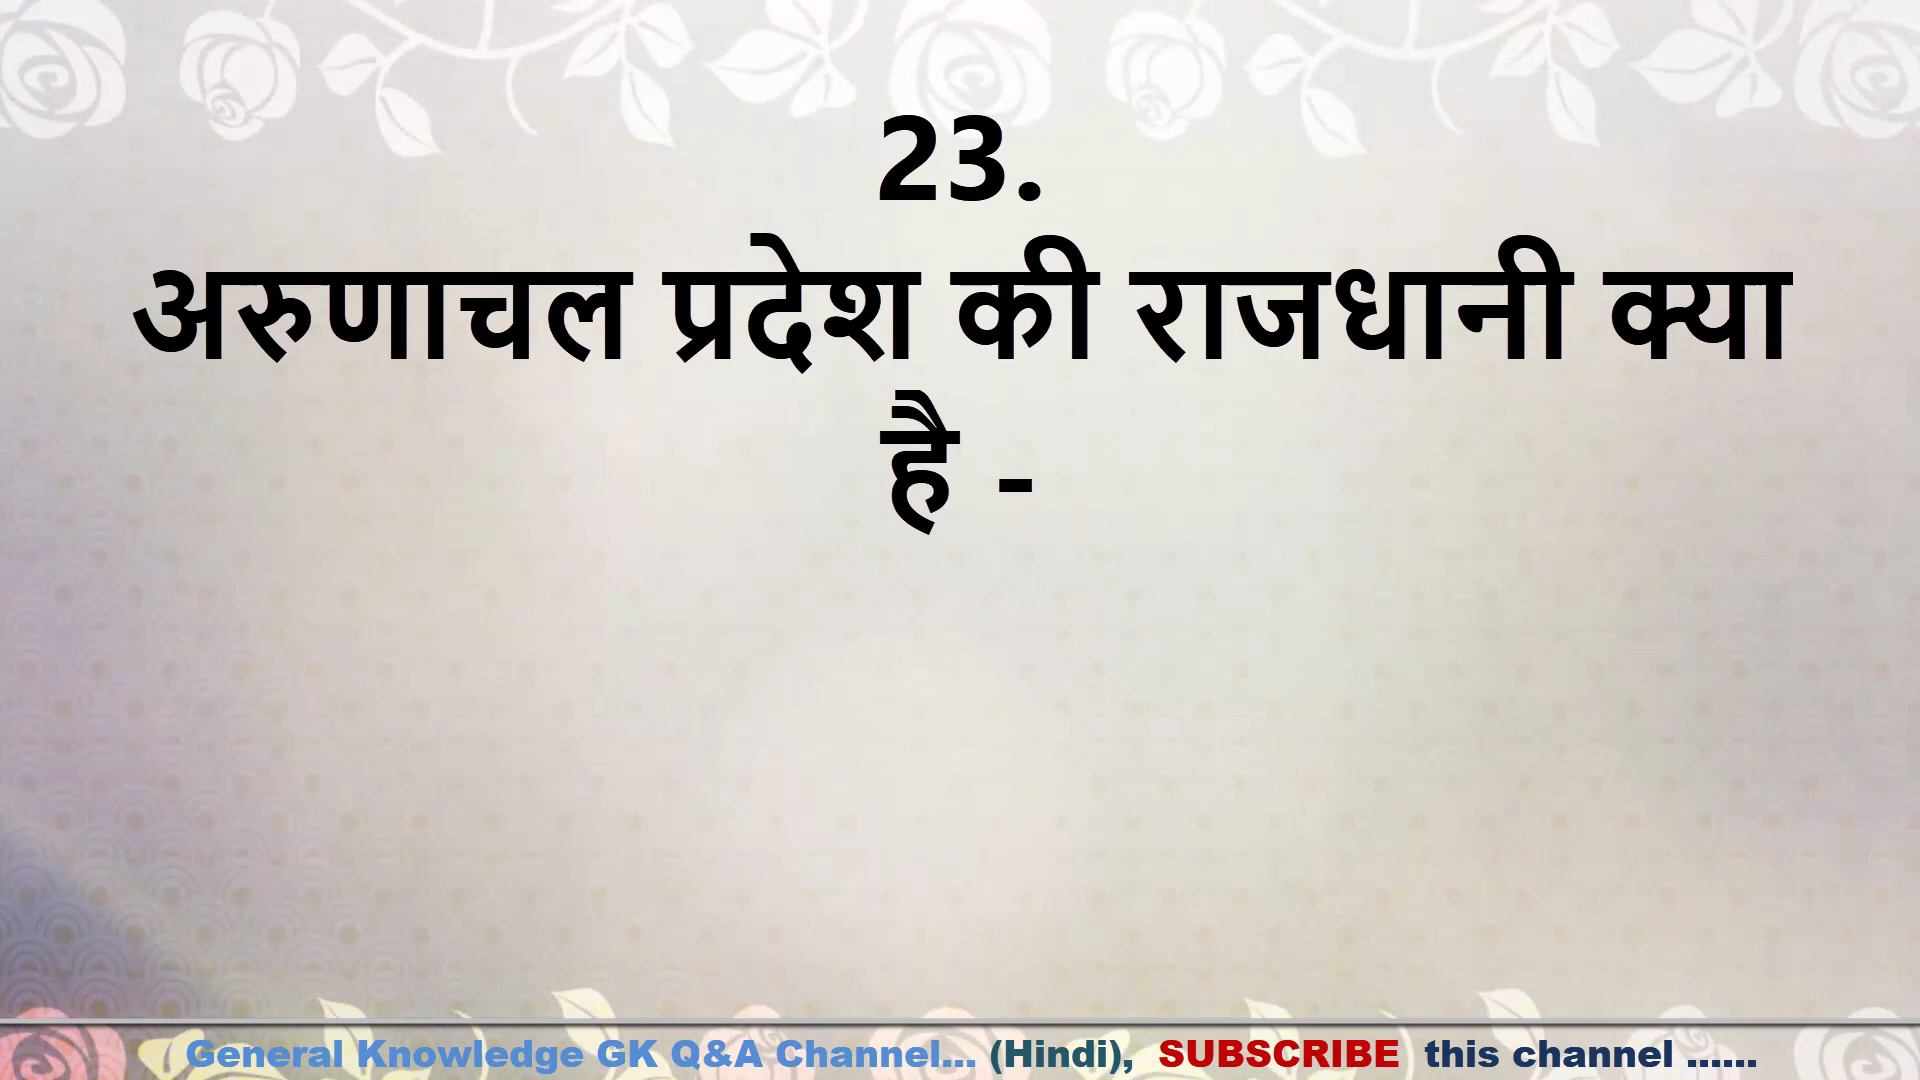 23.
अरुणाचल प्रदेश की राजधानी क्या
है -
General Knowledge GK Q&A Channel... (Hindi), SUBSCRIBE this channel ......